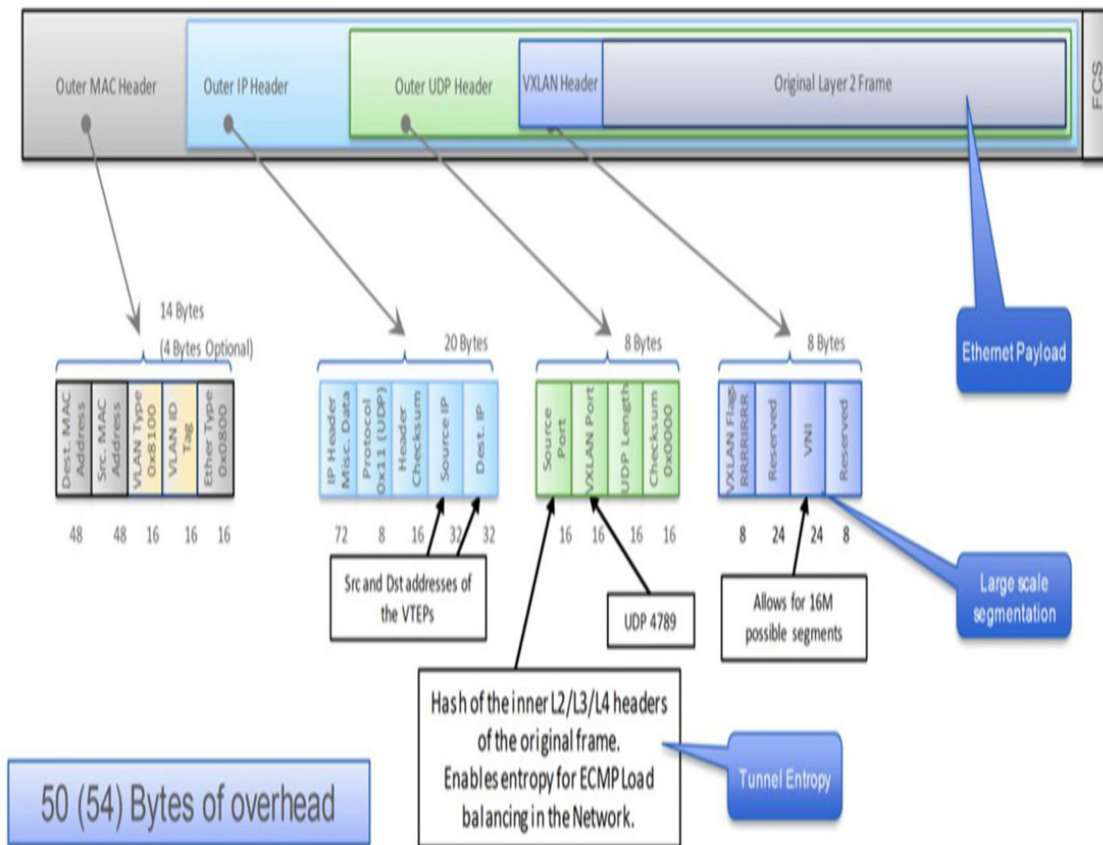 Outer MAC Header
Outer IP Header
Outer UDP Header
VXLAN Header
Original Layer 2 Frame
FCS
Ethernet Payload
14 Bytes
(4 Bytes Optional)
20 Bytes
8 Bytes
8 Bytes
Dest. MAC
Address
Src. MAC
Address
VLAN Type
0x8100
VLAN ID
Tag
Ether Type
0x0800
IP Header
Misc. Data
Protocol
0x11 (UDP)
Header
Checksum
Source IP
Dest. IP
Source
Port
VXLAN Port
UDP Length
Checksum
0x0000
VXLAN Flags
RRRRIRRR
Reserved
VNI
Reserved
48 48 16 16 16
72 8 16 32 32
16 16 16 16
8 24 24 8
Src and Dst addresses of
the VTEPs
UDP 4789
Allows for 16M
possible segments
Large scale
segmentation
Hash of the inner L2/L3/L4 headers
of the original frame.
Enables entropy for ECMP Load
balancing in the Network.
Tunnel Entropy
50 (54) Bytes of overhead